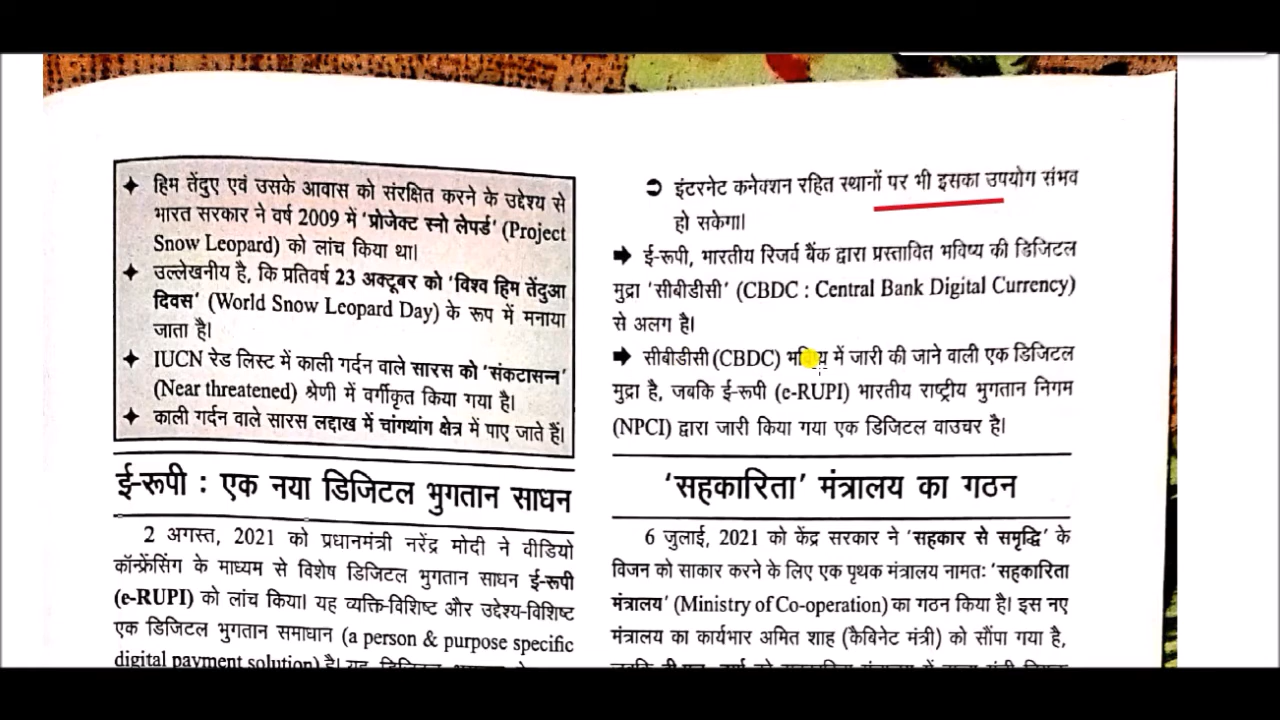 ✦ हिम तेंदुए एवं उसके आवास को संरक्षित करने के उद्देश्य से
भारत सरकार ने वर्ष 2009 में ‘प्रोजेक्ट स्नो लेपर्ड’ (Project
Snow Leopard) को लांच किया था।
✦ उल्लेखनीय है, कि प्रतिवर्ष 23 अक्टूबर को ‘विश्व हिम तेंदुआ
दिवस’ (World Snow Leopard Day) के रूप में मनाया
जाता है।
✦ IUCN रेड लिस्ट में काली गर्दन वाले सारस को ‘संकटासन्न’
(Near threatened) श्रेणी में वर्गीकृत किया गया है।
✦ काली गर्दन वाले सारस लद्दाख में चांगथांग क्षेत्र में पाए जाते हैं।
ई-रूपी : एक नया डिजिटल भुगतान साधन
2 अगस्त, 2021 को प्रधानमंत्री नरेंद्र मोदी ने वीडियो
कॉन्फ्रेंसिंग के माध्यम से विशेष डिजिटल भुगतान साधन ई-रूपी
(e-RUPI) को लांच किया। यह व्यक्ति-विशिष्ट और उद्देश्य-विशिष्ट
एक डिजिटल भुगतान समाधान (a person & purpose specific
digital payment solution) है। यह डिजिटल
➲ इंटरनेट कनेक्शन रहित स्थानों पर भी इसका उपयोग संभव
हो सकेगा।
➡ ई-रूपी, भारतीय रिजर्व बैंक द्वारा प्रस्तावित भविष्य की डिजिटल
मुद्रा ‘सीबीडीसी’ (CBDC : Central Bank Digital Currency)
से अलग है।
➡ सीबीडीसी (CBDC) भविष्य में जारी की जाने वाली एक डिजिटल
मुद्रा है, जबकि ई-रूपी (e-RUPI) भारतीय राष्ट्रीय भुगतान निगम
(NPCI) द्वारा जारी किया गया एक डिजिटल वाउचर है।
‘सहकारिता’ मंत्रालय का गठन
6 जुलाई, 2021 को केंद्र सरकार ने ‘सहकार से समृद्धि’ के
विजन को साकार करने के लिए एक पृथक मंत्रालय नामतः ‘सहकारिता
मंत्रालय’ (Ministry of Co-operation) का गठन किया है। इस नए
मंत्रालय का कार्यभार अमित शाह (कैबिनेट मंत्री) को सौंपा गया है,